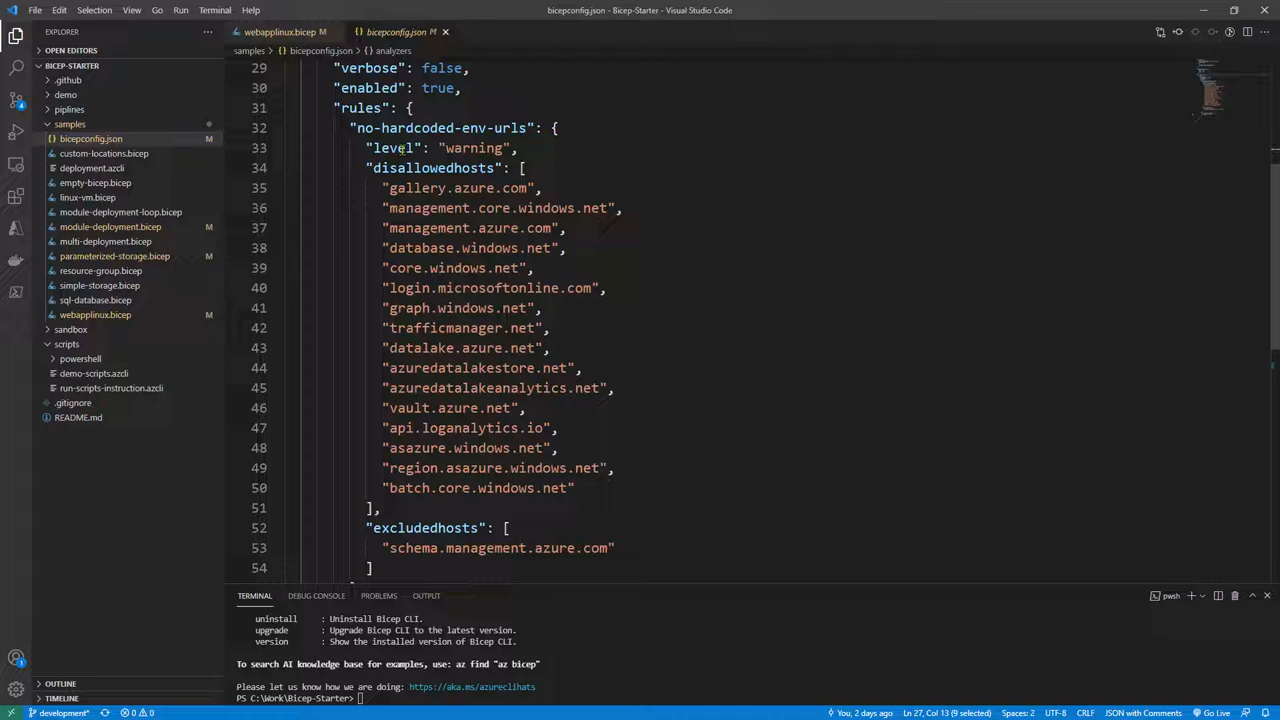 File Edit Selection View Go Run Terminal Help
bicepconfig.json - Bicep-Starter - Visual Studio Code
EXPLORER
webapplinux.bicep M
bicepconfig.json M
OPEN EDITORS
samples > bicepconfig.json > analyzers
BICEP-STARTER
.github
demo
piplines
samples
bicepconfig.json M
custom-locations.bicep
deployment.azcli
empty-bicep.bicep
linux-vm.bicep
module-deployment-loop.bicep
module-deployment.bicep M
multi-deployment.bicep
parameterized-storage.bicep M
resource-group.bicep
simple-storage.bicep
sql-database.bicep
webapplinux.bicep M
sandbox
scripts
powershell
demo-scripts.azcli
run-scripts-instruction.azcli
.gitignore
README.md
OUTLINE
TIMELINE
4
1
29 "verbose": false,
30 "enabled": true,
31 "rules": {
32 "no-hardcoded-env-urls": {
33 "level": "warning",
34 "disallowedhosts": [
35 "gallery.azure.com",
36 "management.core.windows.net",
37 "management.azure.com",
38 "database.windows.net",
39 "core.windows.net",
40 "login.microsoftonline.com",
41 "graph.windows.net",
42 "trafficmanager.net",
43 "datalake.azure.net",
44 "azuredatalakestore.net",
45 "azuredatalakeanalytics.net",
46 "vault.azure.net",
47 "api.loganalytics.io",
48 "asazure.windows.net",
49 "region.asazure.windows.net",
50 "batch.core.windows.net"
51 ],
52 "excludedhosts": [
53 "schema.management.azure.com"
54 ]
TERMINAL DEBUG CONSOLE PROBLEMS OUTPUT
pwsh
uninstall : Uninstall Bicep CLI.
upgrade : Upgrade Bicep CLI to the latest version.
version : Show the installed version of Bicep CLI.
To search AI knowledge base for examples, use: az find "az bicep"
Please let us know how we are doing: https://aka.ms/azureclihats
PS C:\Work\Bicep-Starter>
development* 0 0
You, 2 days ago Ln 27, Col 13 (9 selected) Spaces: 2 UTF-8 CRLF JSON with Comments Go Live